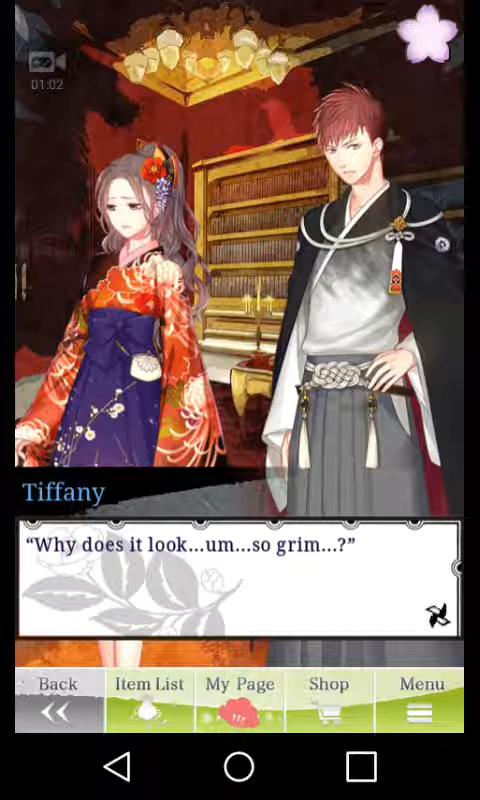 01:02
Tiffany
“Why does it look...um...so grim...?”
Back
Item List
My Page
Shop
Menu